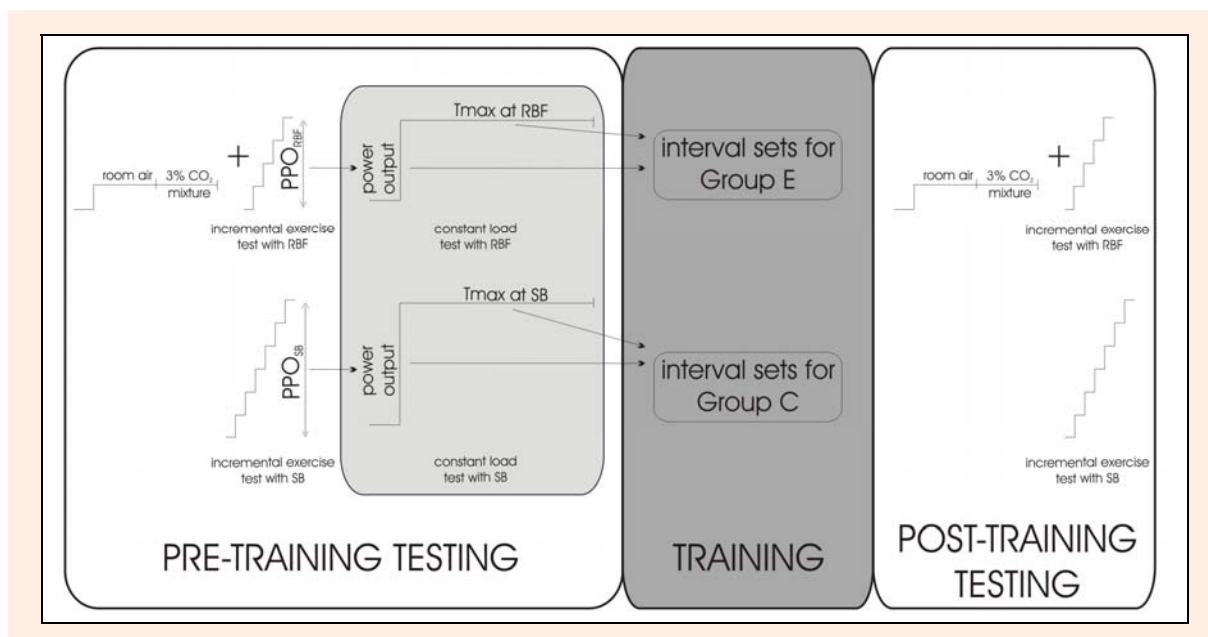 Tmax at RBF
room air
3% CO₂
mixture
+
PPO_RBF
power
output
interval sets for
Group E
incremental exercise
test with RBF
constant load
test with RBF
Tmax at SB
PPO_SB
power
output
interval sets for
Group C
incremental exercise
test with SB
constant load
test with SB
PRE-TRAINING TESTING
TRAINING
room air
3% CO₂
mixture
+
incremental exercise
test with RBF
incremental exercise
test with SB
POST-TRAINING
TESTING